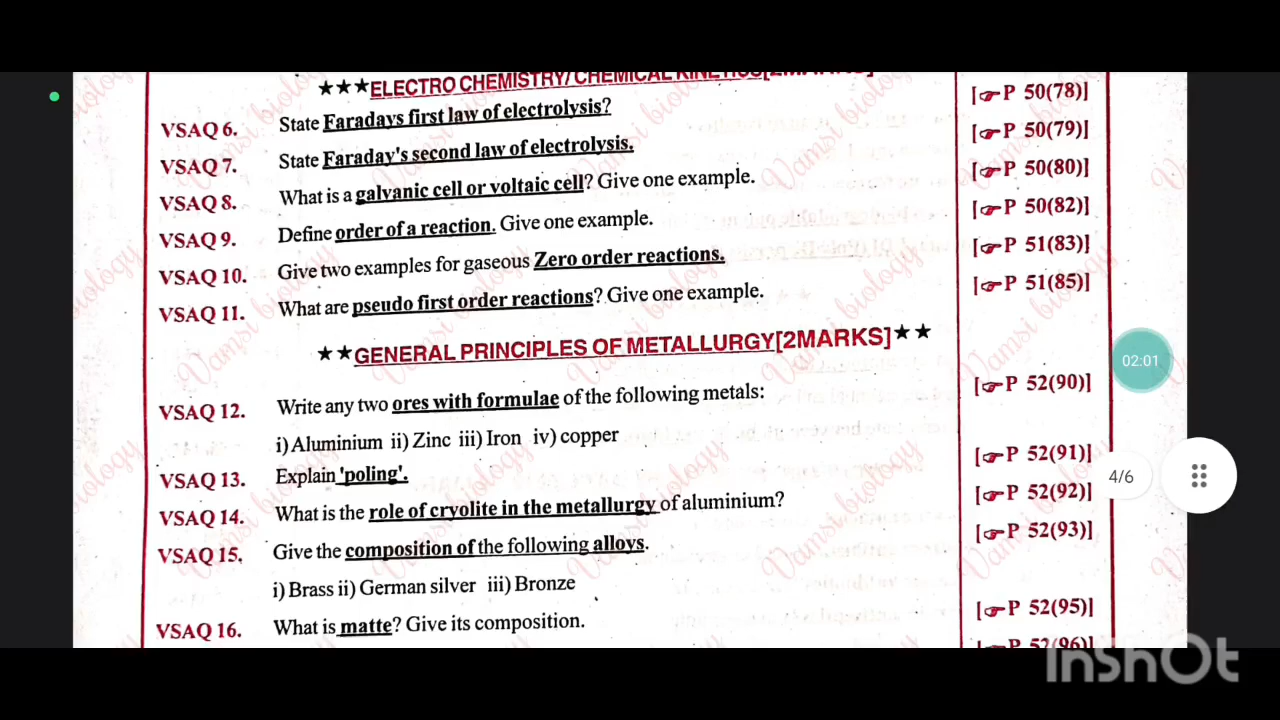 ★★★ELECTRO CHEMISTRY/CHEMICAL KINETICS[2MARKS]
VSAQ 6. State Faradays first law of electrolysis? [☞P 50(78)]
VSAQ 7. State Faraday's second law of electrolysis. [☞P 50(79)]
VSAQ 8. What is a galvanic cell or voltaic cell? Give one example. [☞P 50(80)]
VSAQ 9. Define order of a reaction. Give one example. [☞P 50(82)]
VSAQ 10. Give two examples for gaseous Zero order reactions. [☞P 51(83)]
VSAQ 11. What are pseudo first order reactions? Give one example. [☞P 51(85)]
★★GENERAL PRINCIPLES OF METALLURGY[2MARKS]★★
02:01
VSAQ 12. Write any two ores with formulae of the following metals: [☞P 52(90)]
i) Aluminium ii) Zinc iii) Iron iv) copper
VSAQ 13. Explain 'poling'. [☞P 52(91)]
4/6
VSAQ 14. What is the role of cryolite in the metallurgy of aluminium? [☞P 52(92)]
VSAQ 15. Give the composition of the following alloys. [☞P 52(93)]
i) Brass ii) German silver iii) Bronze
VSAQ 16. What is matte? Give its composition. [☞P 52(95)]
[☞P 52(96)]
InShOt
Vamsi biology